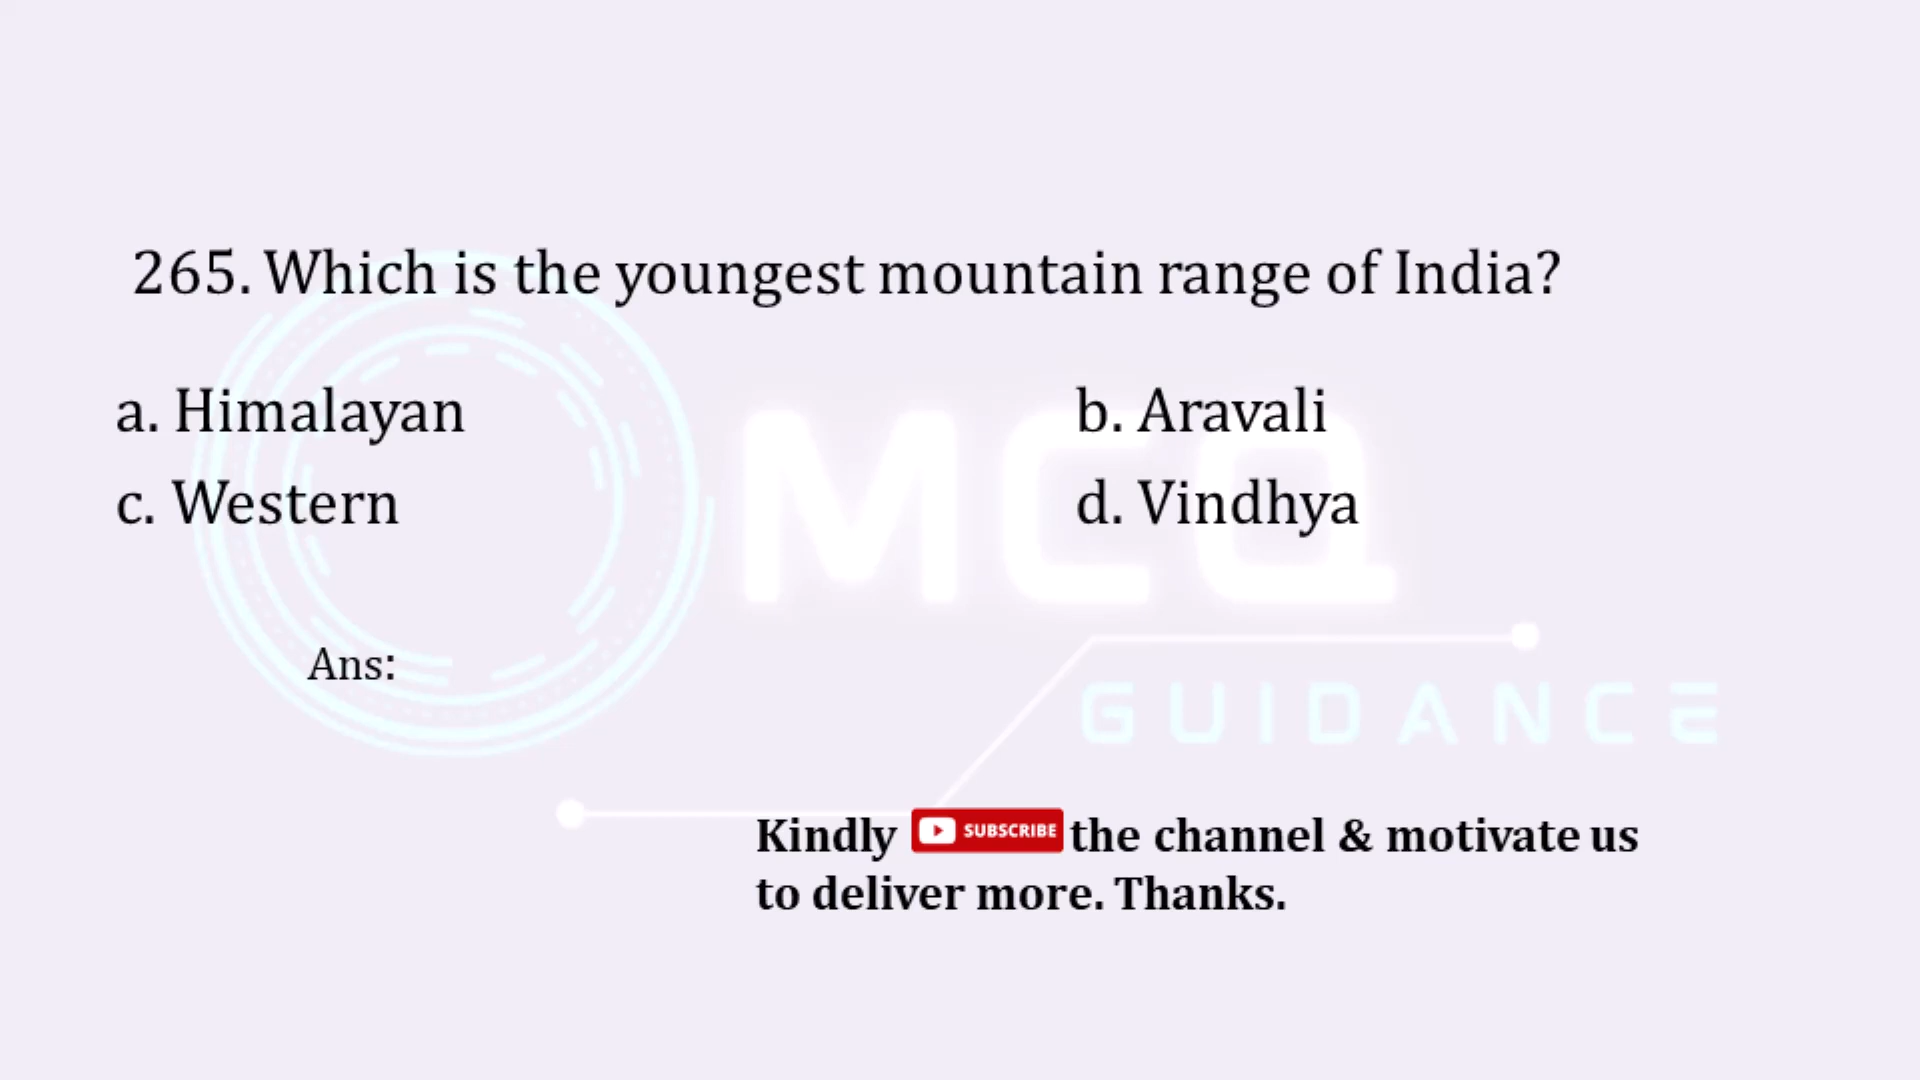 265. Which is the youngest mountain range of India?
a. Himalayan b. Aravali
c. Western d. Vindhya
MCQ
Ans:
GUIDANCE
Kindly SUBSCRIBE the channel & motivate us
to deliver more. Thanks.